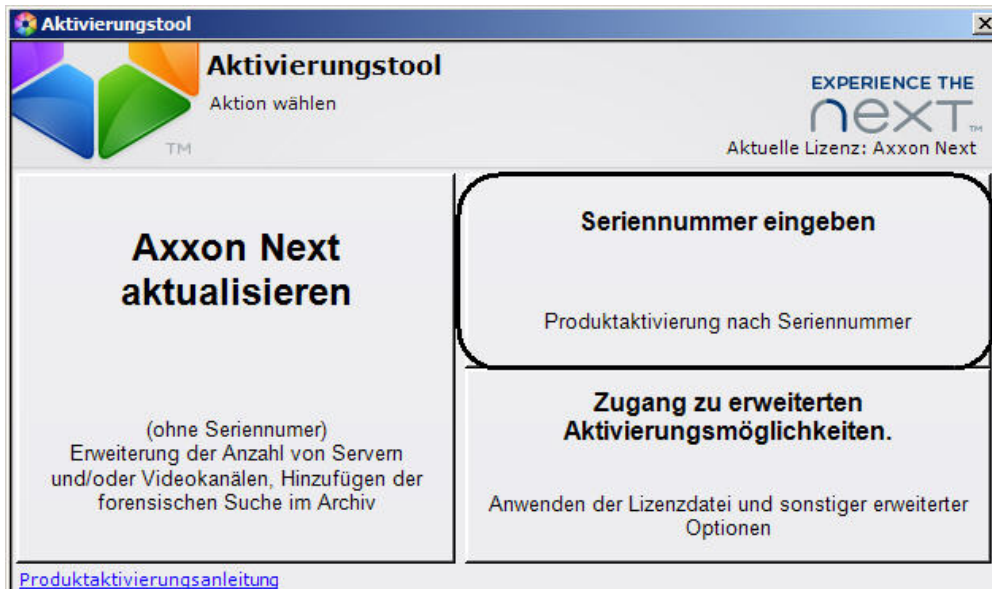 Aktivierungstool
Aktivierungstool
Aktion wählen
TM
EXPERIENCE THE
next TM
Aktuelle Lizenz: Axxon Next
Axxon Next
aktualisieren
(ohne Seriennumer)
Erweiterung der Anzahl von Servern
und/oder Videokanälen, Hinzufügen der
forensischen Suche im Archiv
Seriennummer eingeben
Produktaktivierung nach Seriennummer
Zugang zu erweiterten
Aktivierungsmöglichkeiten.
Anwenden der Lizenzdatei und sonstiger erweiterter
Optionen
Produktaktivierungsanleitung